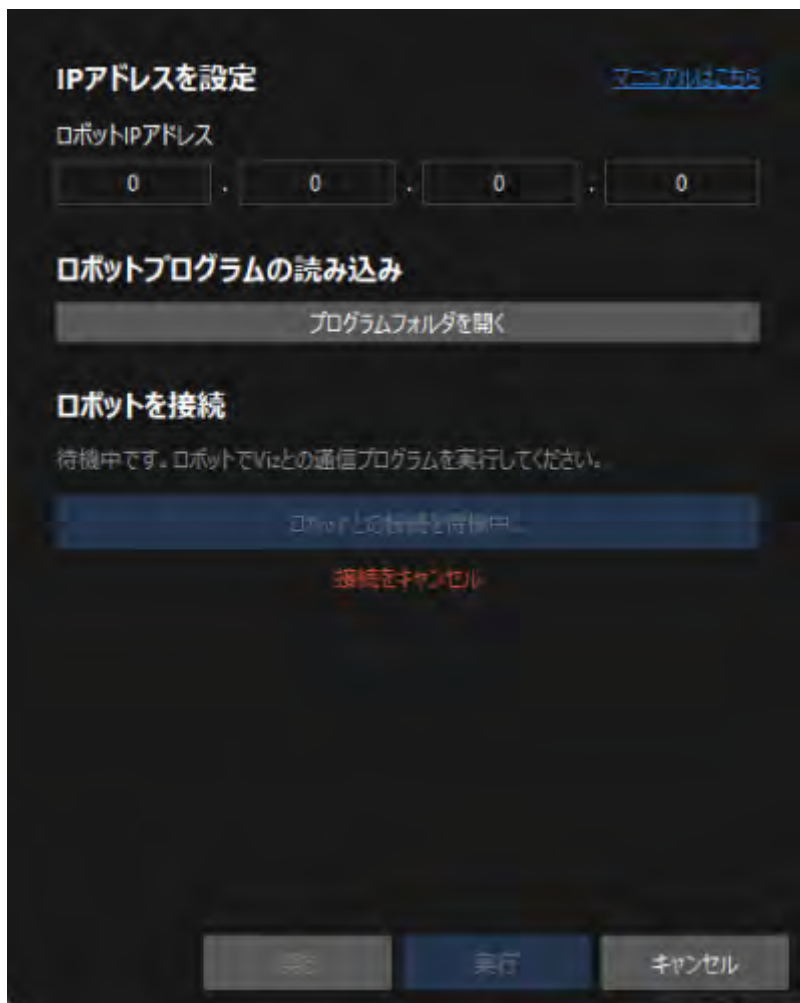 IPアドレスを設定
マニュアルはこちら
ロボットIPアドレス
0 . 0 . 0 . 0
ロボットプログラムの読み込み
プログラムフォルダを開く
ロボットを接続
待機中です。ロボットでVizとの通信プログラムを実行してください。
ロボットとの接続を待機中...
接続をキャンセル
実行
キャンセル